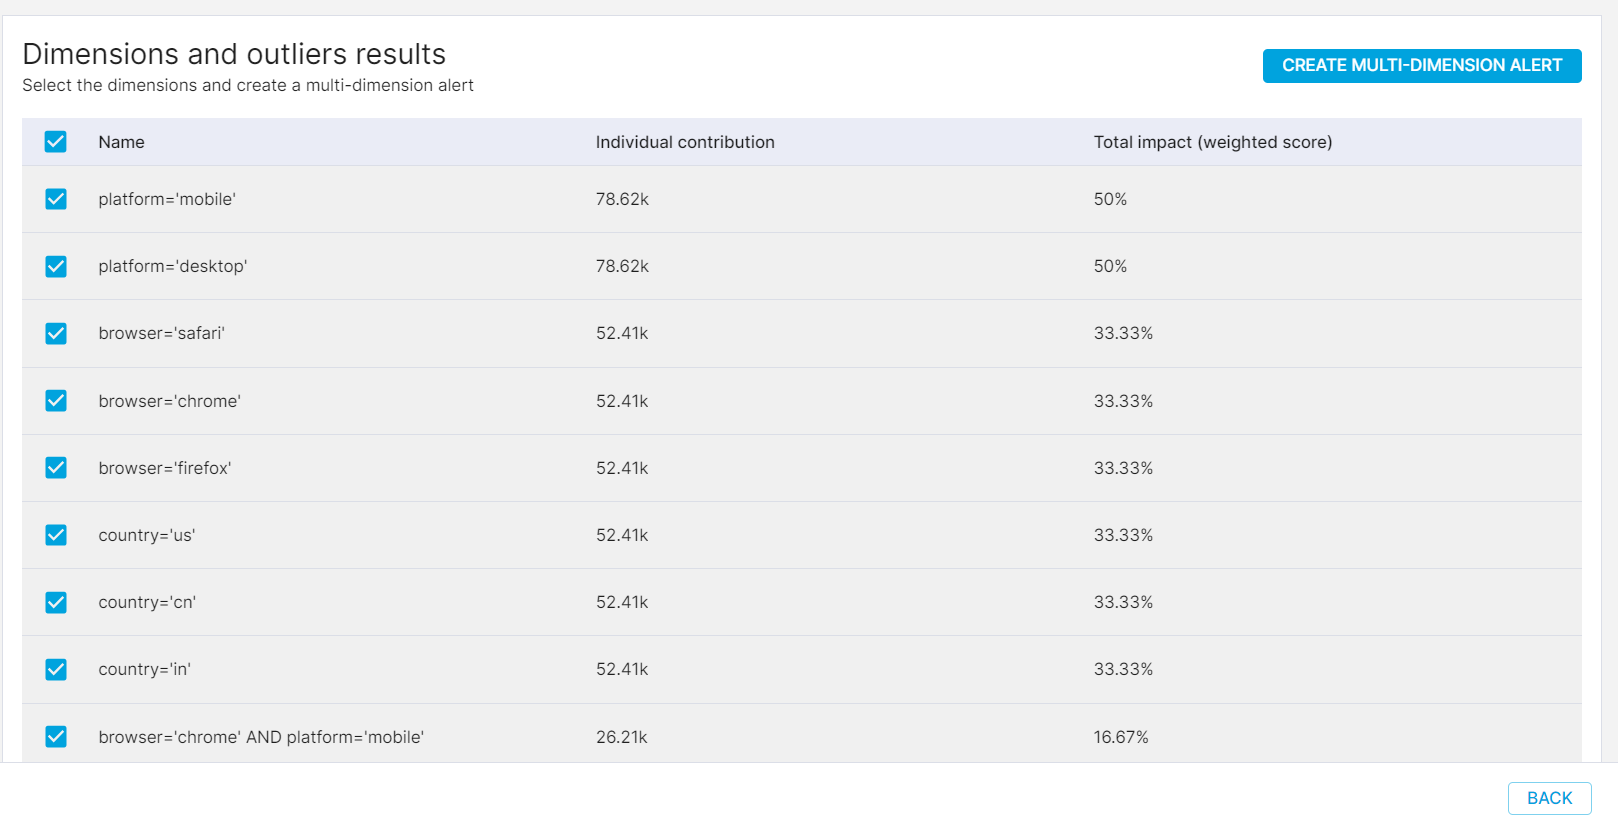 Dimensions and outliers results
Select the dimensions and create a multi-dimension alert
CREATE MULTI-DIMENSION ALERT
Name Individual contribution Total impact (weighted score)
platform='mobile' 78.62k 50%
platform='desktop' 78.62k 50%
browser='safari' 52.41k 33.33%
browser='chrome' 52.41k 33.33%
browser='firefox' 52.41k 33.33%
country='us' 52.41k 33.33%
country='cn' 52.41k 33.33%
country='in' 52.41k 33.33%
browser='chrome' AND platform='mobile' 26.21k 16.67%
BACK